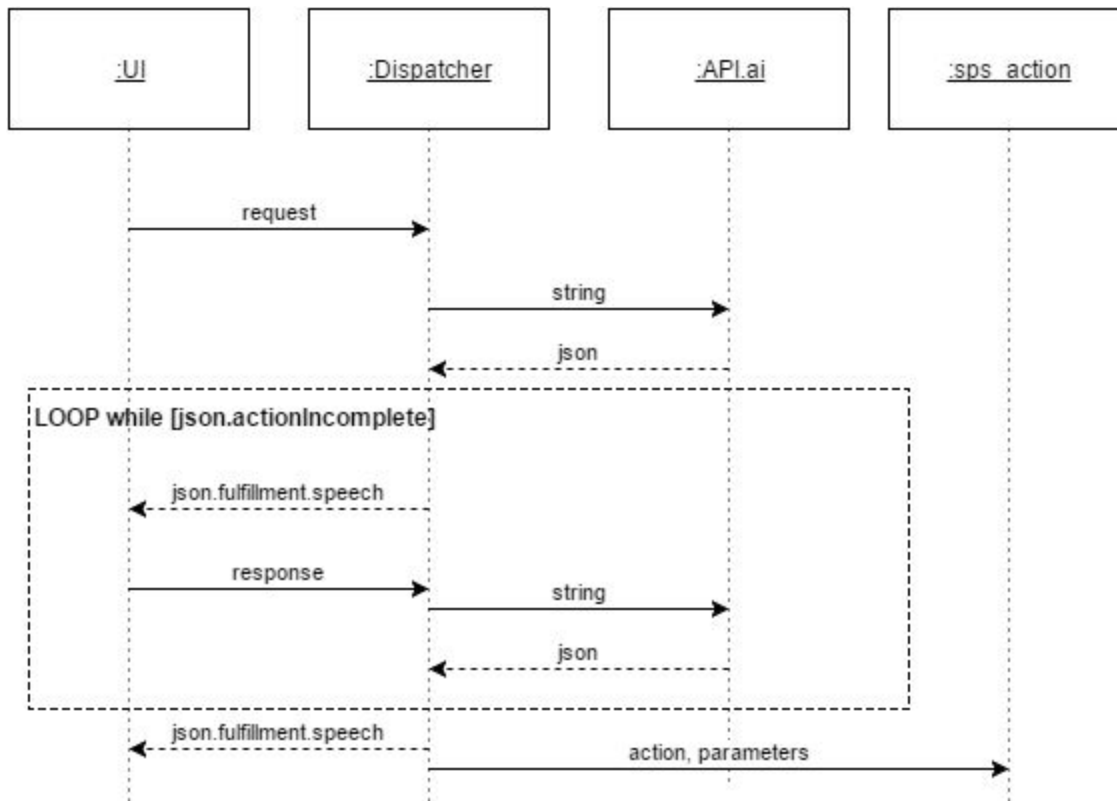 :UI
:Dispatcher
:API.ai
:sps_action
request
string
json
LOOP while [json.actionIncomplete]
json.fulfillment.speech
response
string
json
json.fulfillment.speech
action, parameters